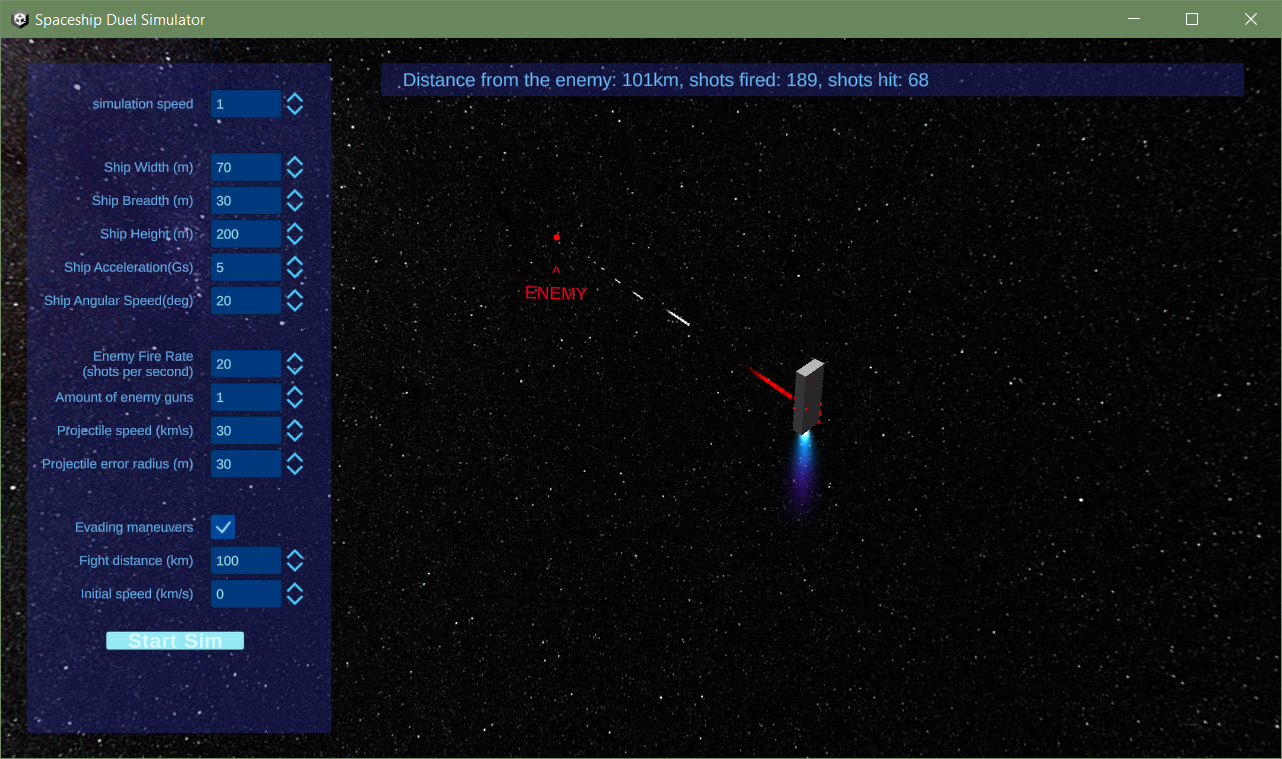 Spaceship Duel Simulator
Distance from the enemy: 101km, shots fired: 189, shots hit: 68
simulation speed 1
Ship Width (m) 70
Ship Breadth (m) 30
Ship Height (m) 200
Ship Acceleration(Gs) 5
Ship Angular Speed(deg) 20
Enemy Fire Rate
(shots per second) 20
Amount of enemy guns 1
Projectile speed (km\s) 30
Projectile error radius (m) 30
Evading maneuvers
Fight distance (km) 100
Initial speed (km/s) 0
Start Sim
^
ENEMY